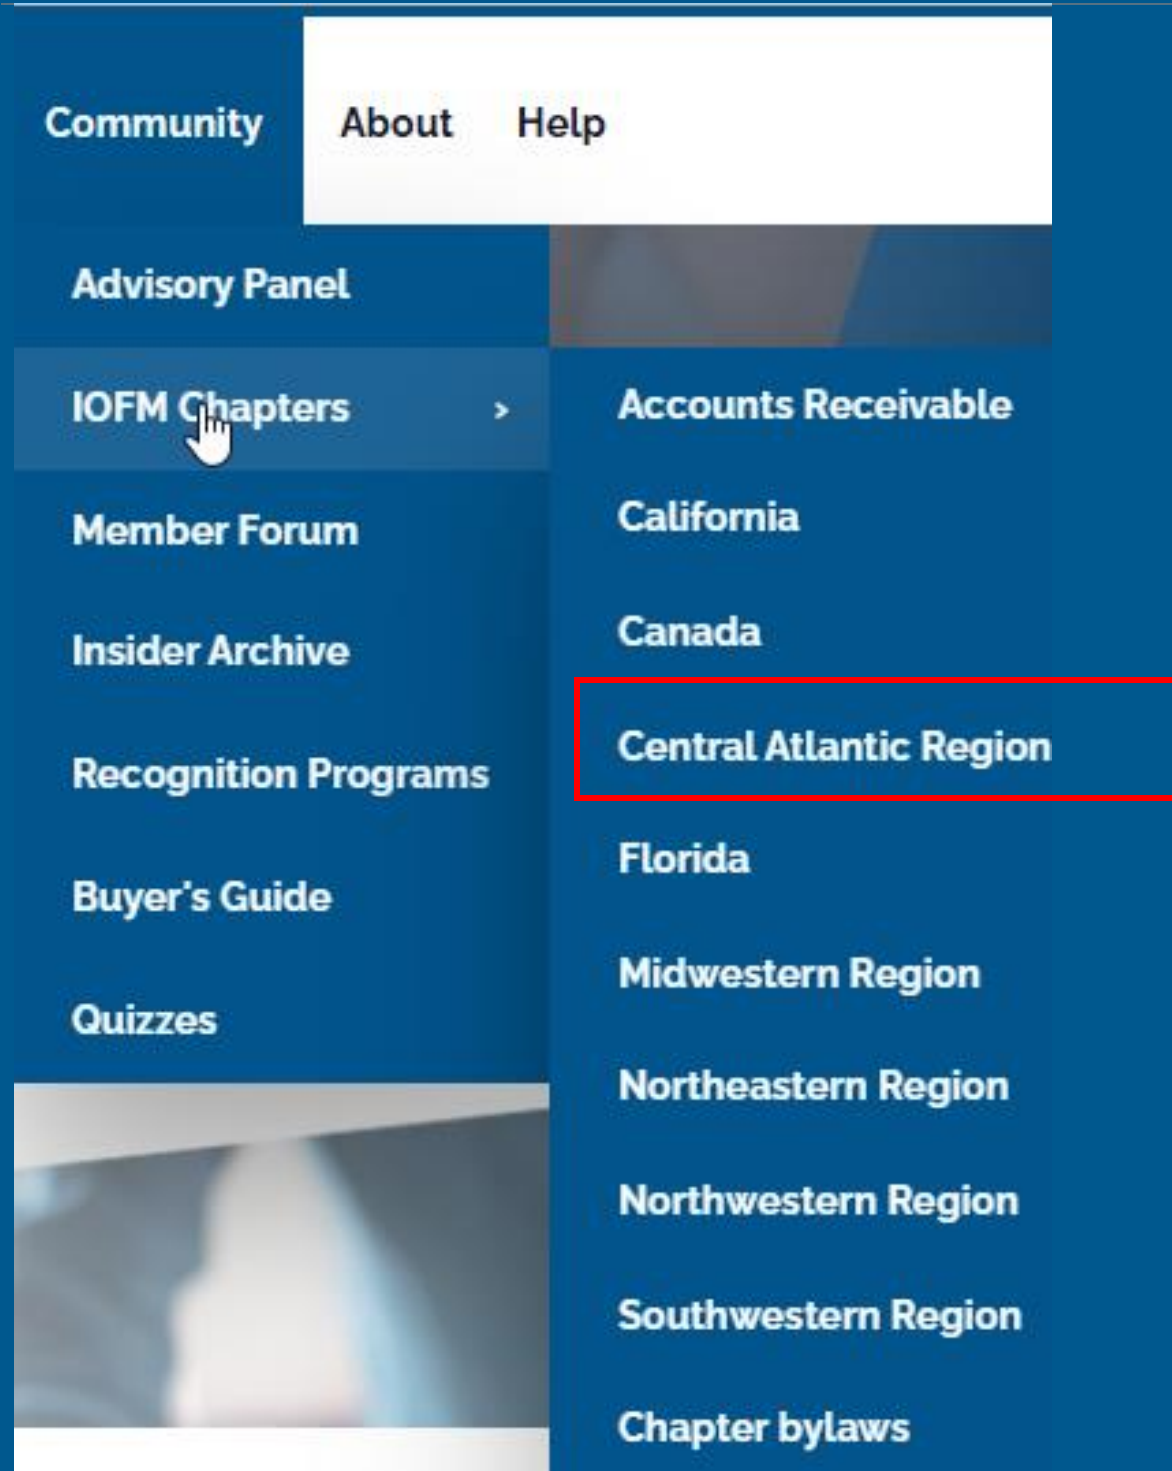 Community About Help
Advisory Panel
IOFM Chapters >
Member Forum
Insider Archive
Recognition Programs
Buyer's Guide
Quizzes
Accounts Receivable
California
Canada
Central Atlantic Region
Florida
Midwestern Region
Northeastern Region
Northwestern Region
Southwestern Region
Chapter bylaws